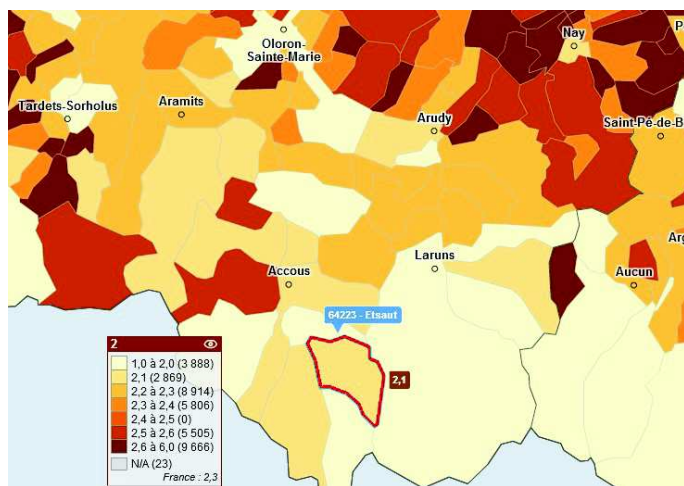 Nay
Oloron-
Sainte-Marie
Tardets-Sorholus
Aramits
Arudy
Saint-Pé-de-B
Laruns
Accous
Aucun
Arg
64223 - Etsaut
2,1
2
1,0 à 2,0 (3 888)
2,1 (2 869)
2,2 à 2,3 (8 914)
2,3 à 2,4 (5 806)
2,4 à 2,5 (0)
2,5 à 2,6 (5 505)
2,6 à 6,0 (9 666)
N/A (23)
France : 2,3